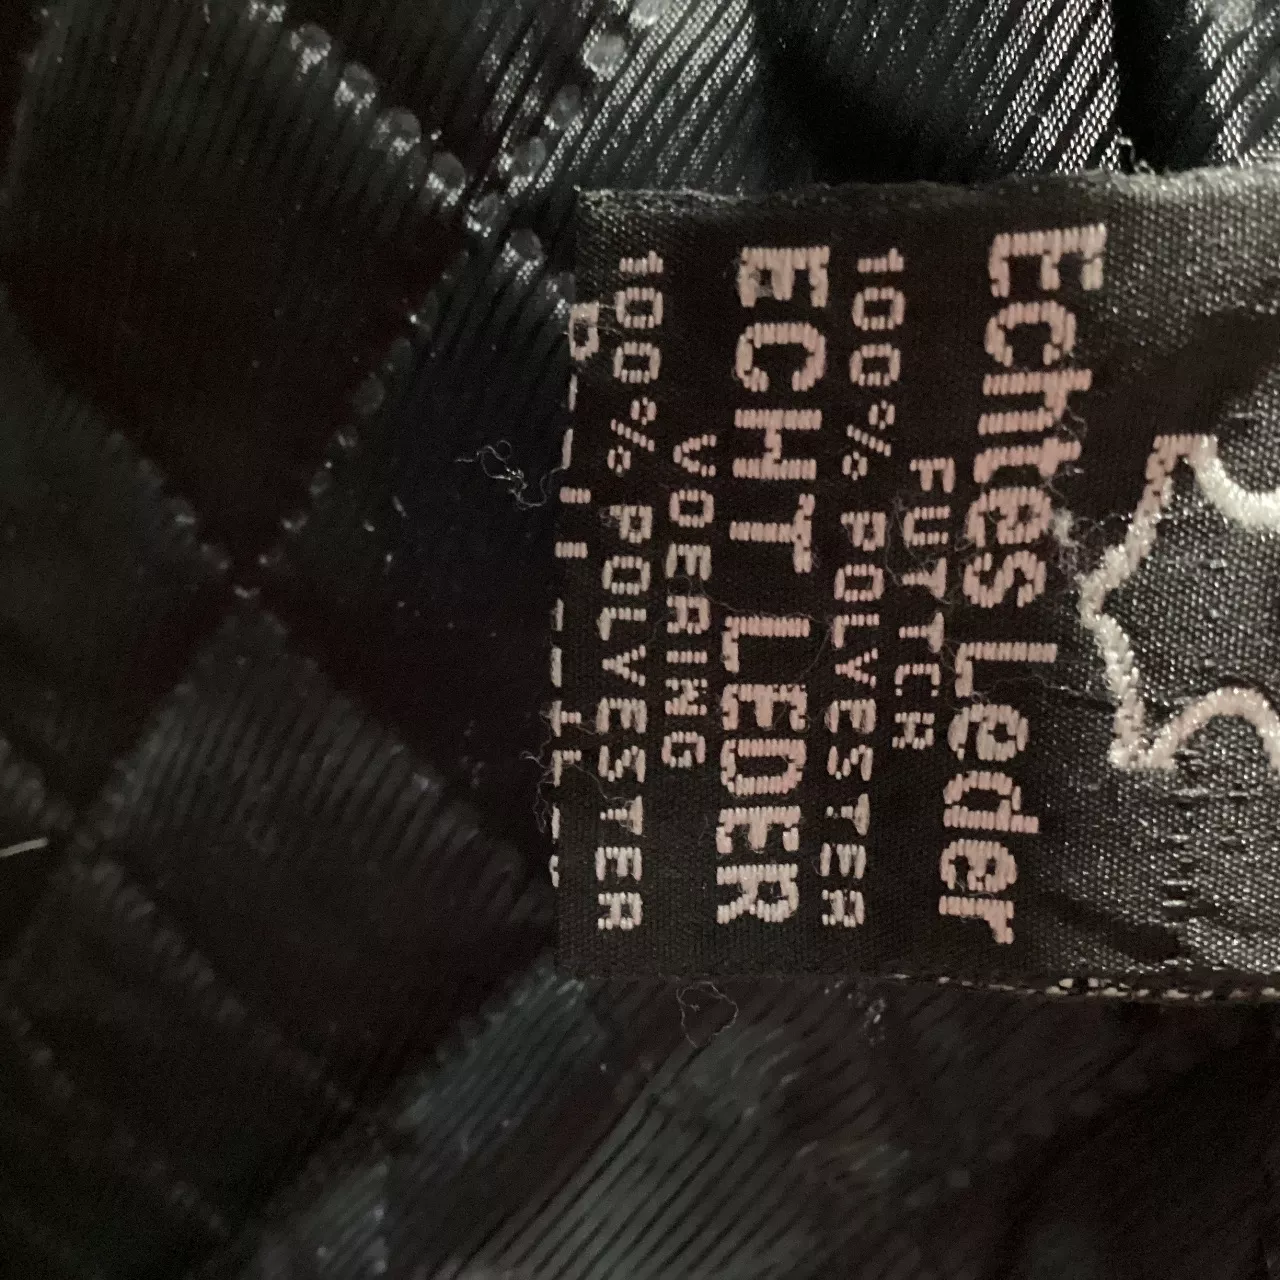 Echtes Leder
FUTTER
100% POLYESTER
ECHT LEDER
VOERING
100% POLYESTER